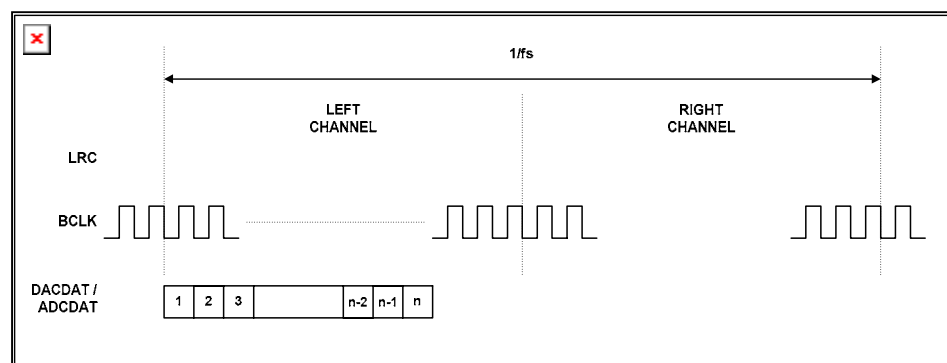 1/fs
LEFT
CHANNEL
RIGHT
CHANNEL
LRC
BCLK
DACDAT /
ADCDAT
1 2 3 n-2 n-1 n